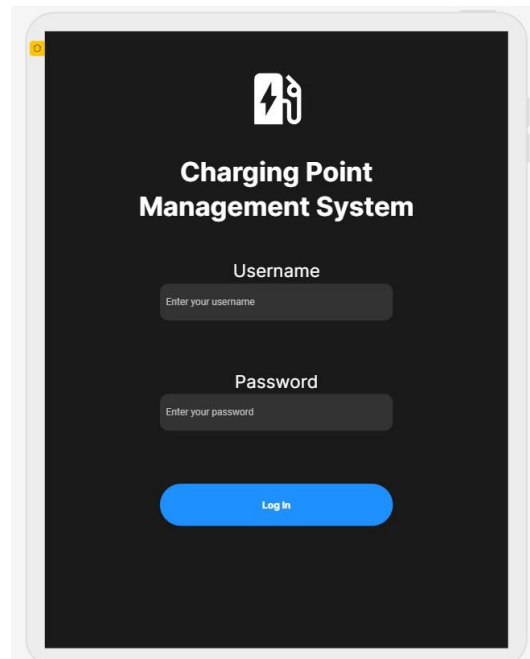 Charging Point
Management System
Username
Enter your username
Password
Enter your password
Log In